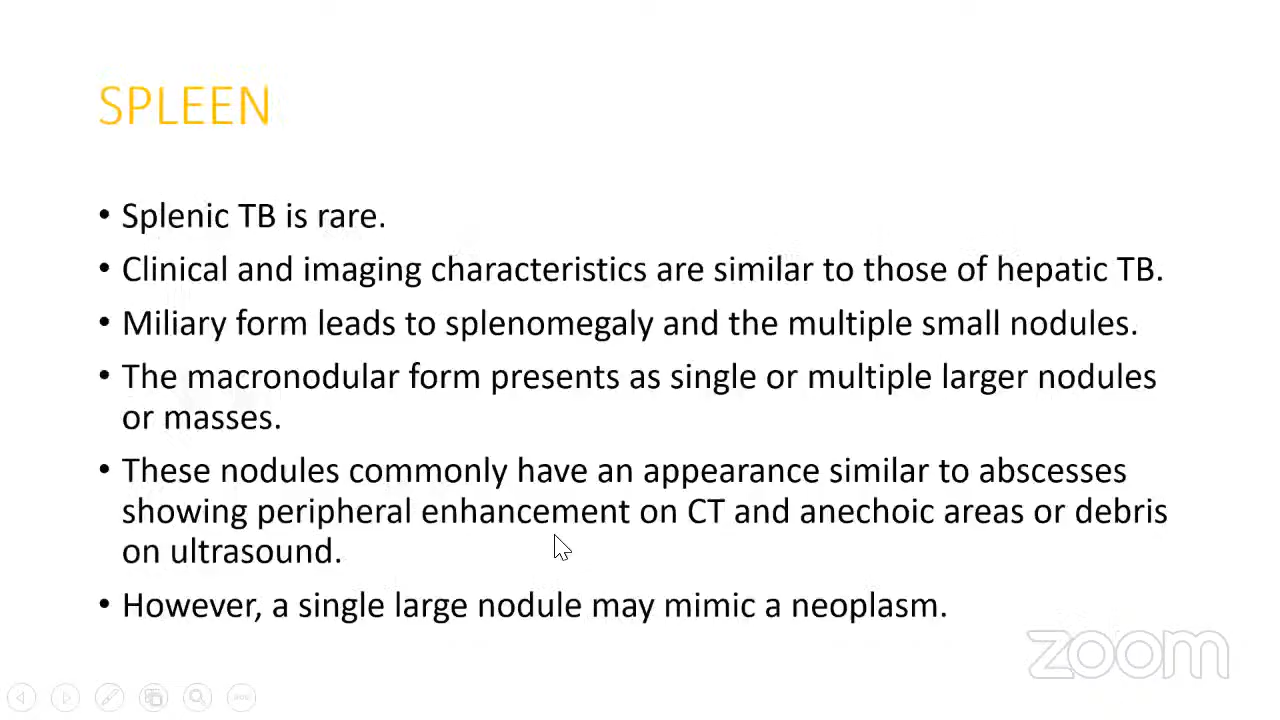 SPLEEN
• Splenic TB is rare.
• Clinical and imaging characteristics are similar to those of hepatic TB.
• Miliary form leads to splenomegaly and the multiple small nodules.
• The macronodular form presents as single or multiple larger nodules
or masses.
• These nodules commonly have an appearance similar to abscesses
showing peripheral enhancement on CT and anechoic areas or debris
on ultrasound.
• However, a single large nodule may mimic a neoplasm.
zoom